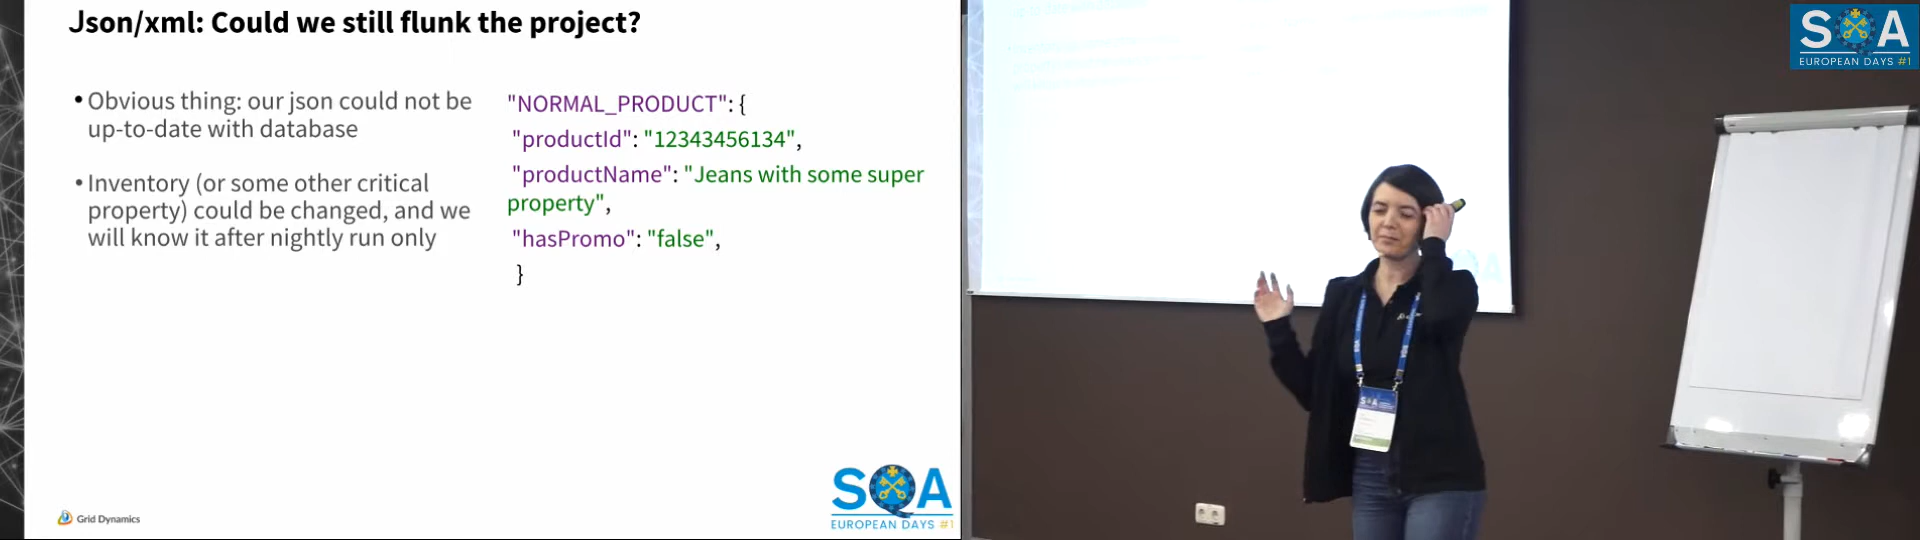 Json/xml: Could we still flunk the project?
• Obvious thing: our json could not be
up-to-date with database
• Inventory (or some other critical
property) could be changed, and we
will know it after nightly run only
"NORMAL_PRODUCT": {
"productId": "12343456134",
"productName": "Jeans with some super
property",
"hasPromo": "false",
}
Grid Dynamics
SQA
EUROPEAN DAYS #1
SQA
EUROPEAN DAYS #1